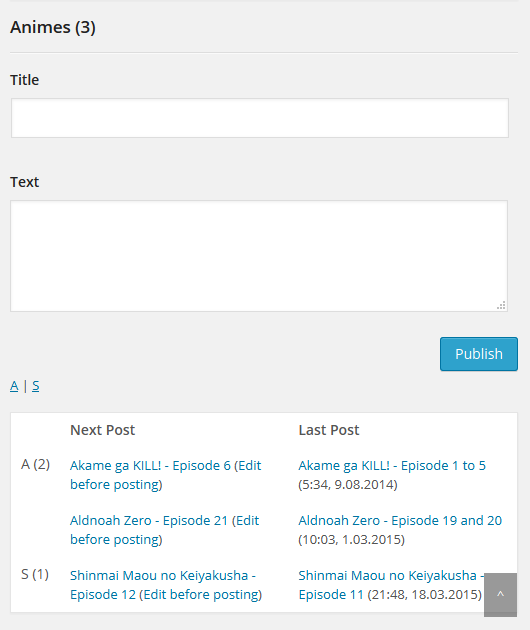 Animes (3)
Title
Text
Publish
A | S
Next Post Last Post
A (2) Akame ga KILL! - Episode 6 (Edit Akame ga KILL! - Episode 1 to 5
before posting) (5:34, 9.08.2014)
Aldnoah Zero - Episode 21 (Edit Aldnoah Zero - Episode 19 and 20
before posting) (10:03, 1.03.2015)
S (1) Shinmai Maou no Keiyakusha - Shinmai Maou no Keiyakusha -
Episode 12 (Edit before posting) Episode 11 (21:48, 18.03.2015) ^